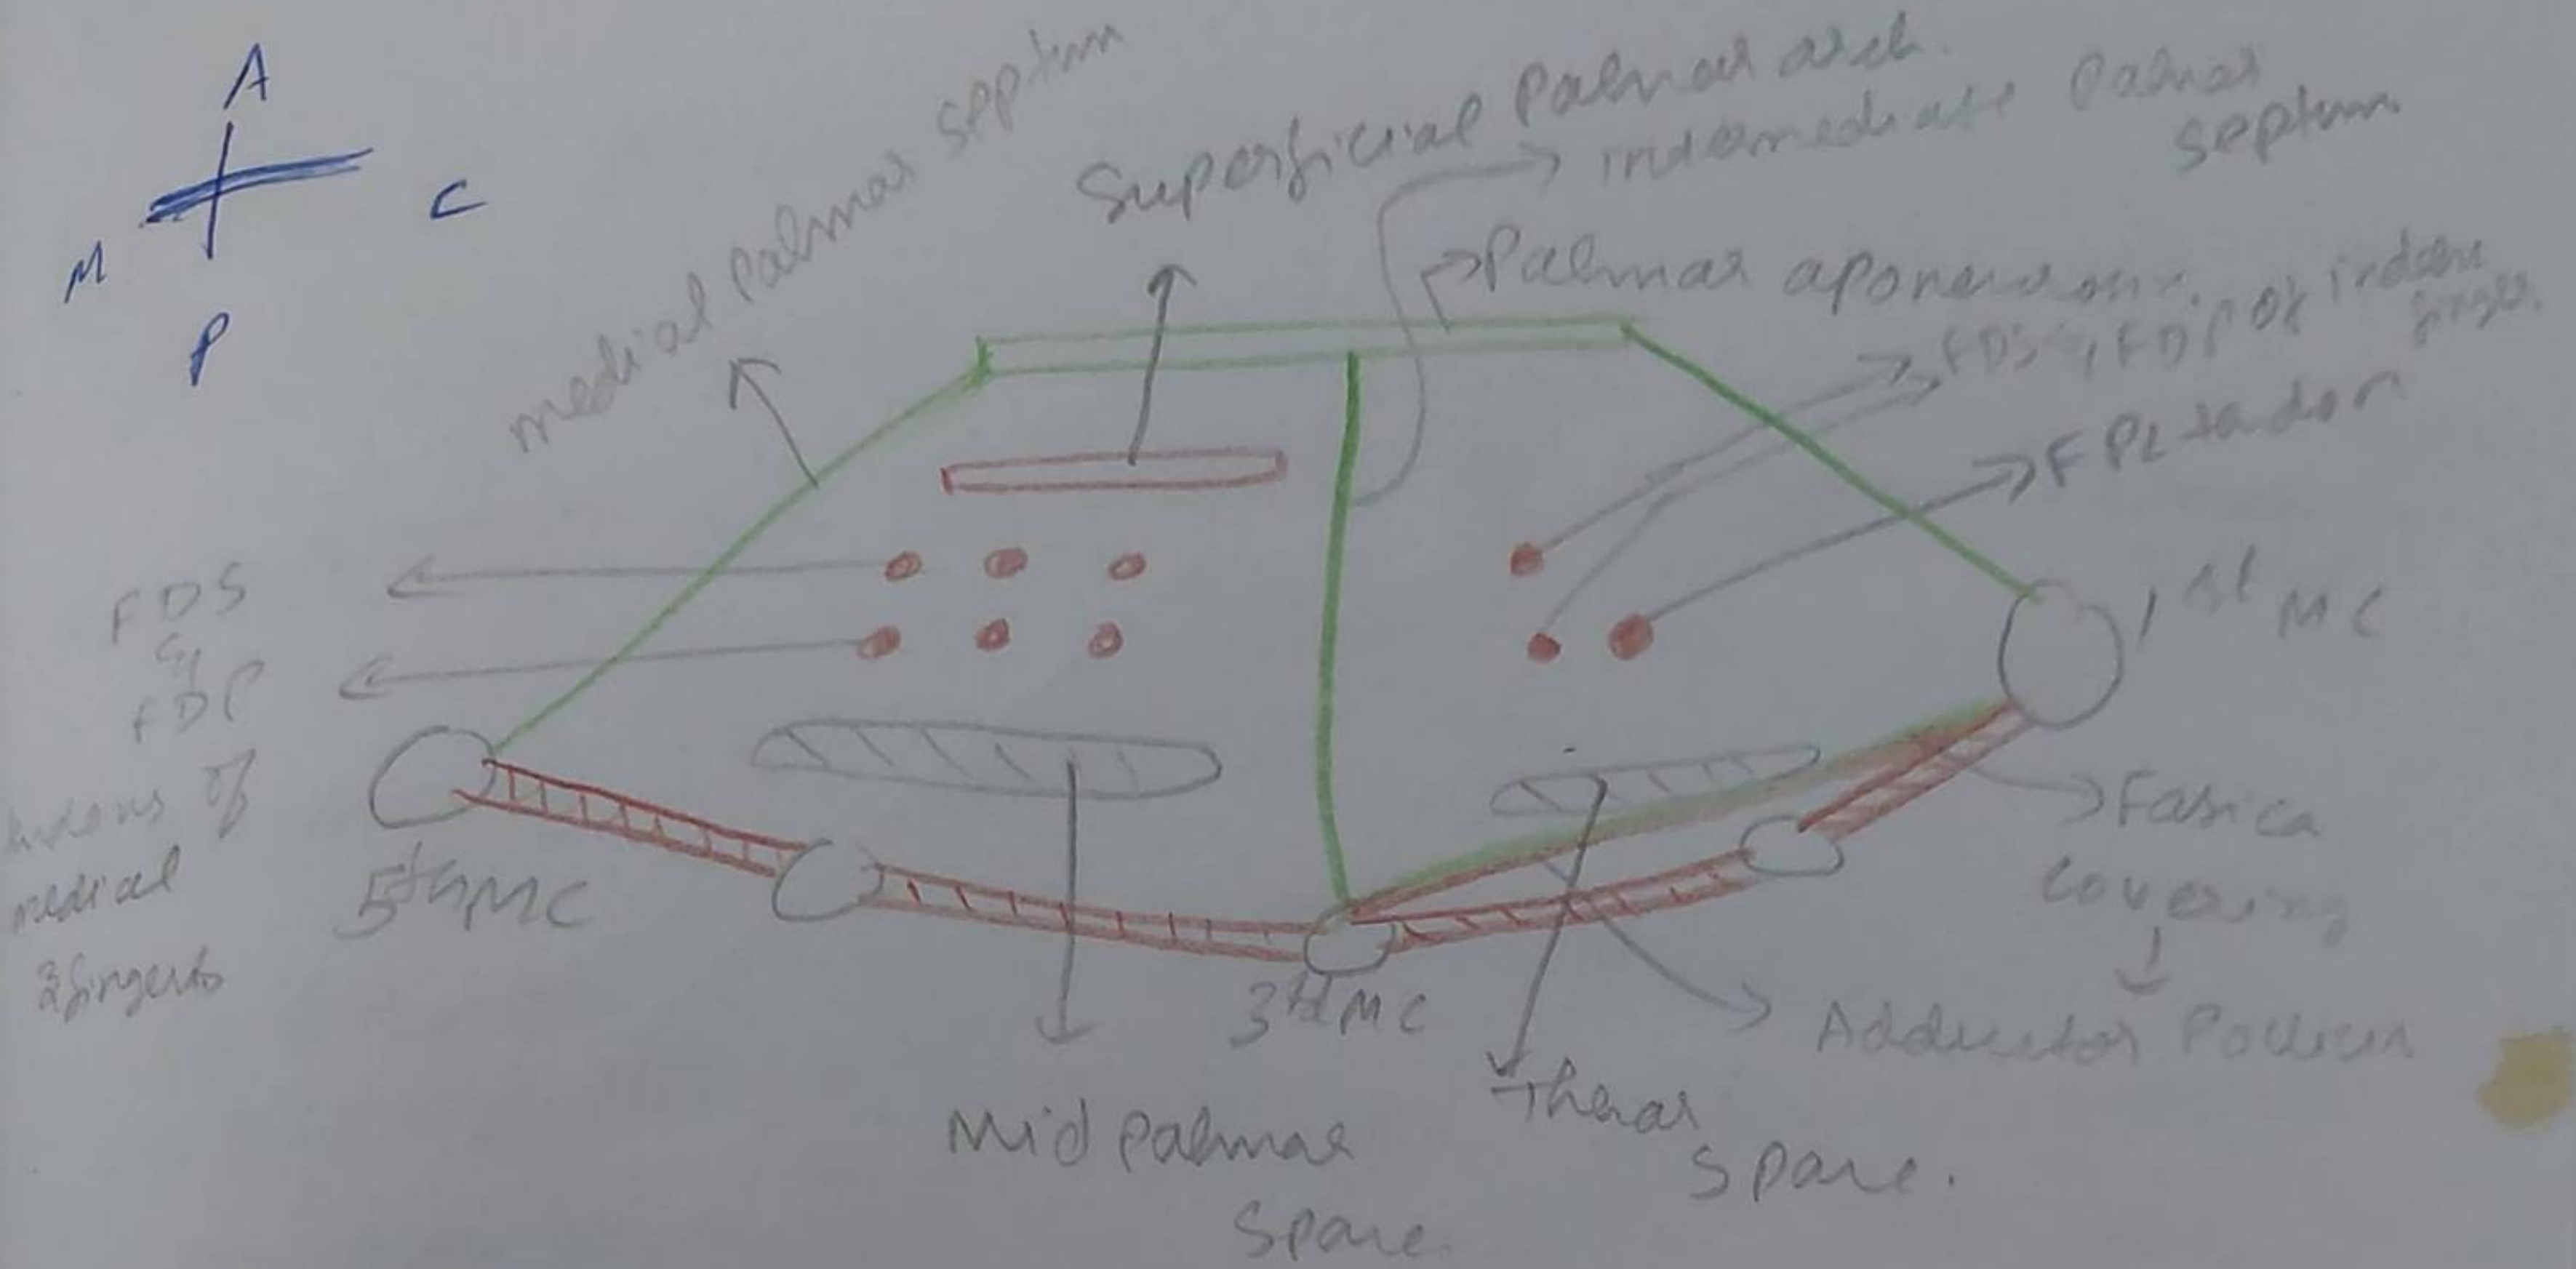 A
M
C
P
medial palmar septum
Superficial Palmar arch.
intermediate Palmar
septum.
Palmar aponeurosis.
FDS & FDP of index
finger.
FPL tendon
1st MC
FDS
&
FDP
tendons of
medial
3 fingers
5th MC
3rd MC
Fascia
covering
Adductor Pollicis
Mid palmar
Space
Thenar
Space.